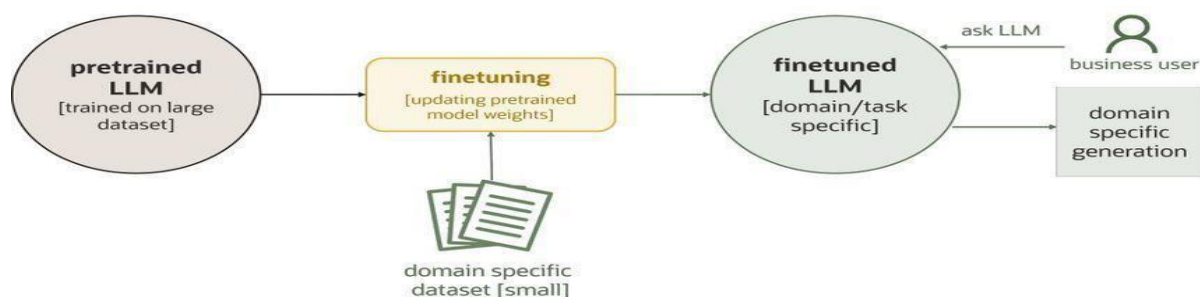 pretrained
LLM
[trained on large
dataset]
finetuning
[updating pretrained
model weights]
domain specific
dataset [small]
finetuned
LLM
[domain/task
specific]
ask LLM
business user
domain
specific
generation